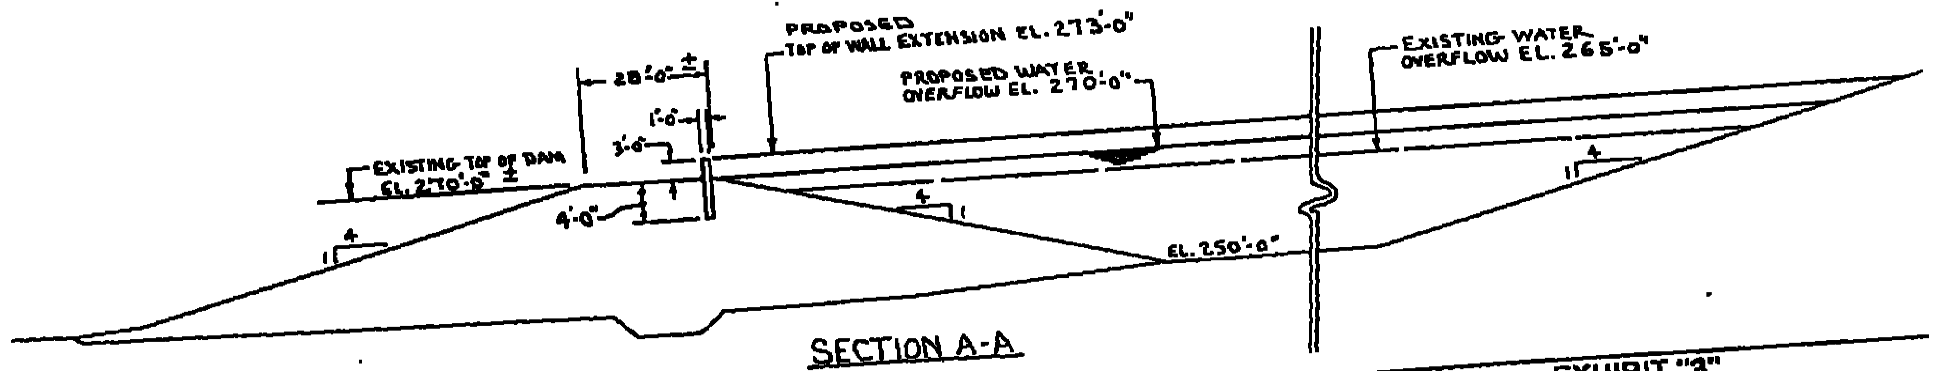 PROPOSED
TOP OF WALL EXTENSION EL. 273'-0"
EXISTING WATER
OVERFLOW EL. 265'-0"
PROPOSED WATER
OVERFLOW EL. 270'-0"
28'-0" ±
1'-0"
3'-0"
EXISTING TOP OF DAM
EL. 270'-0" ±
4'-0"
4
1
4
1
4
1
EL. 250'-0"
SECTION A-A
EXHIBIT "2"